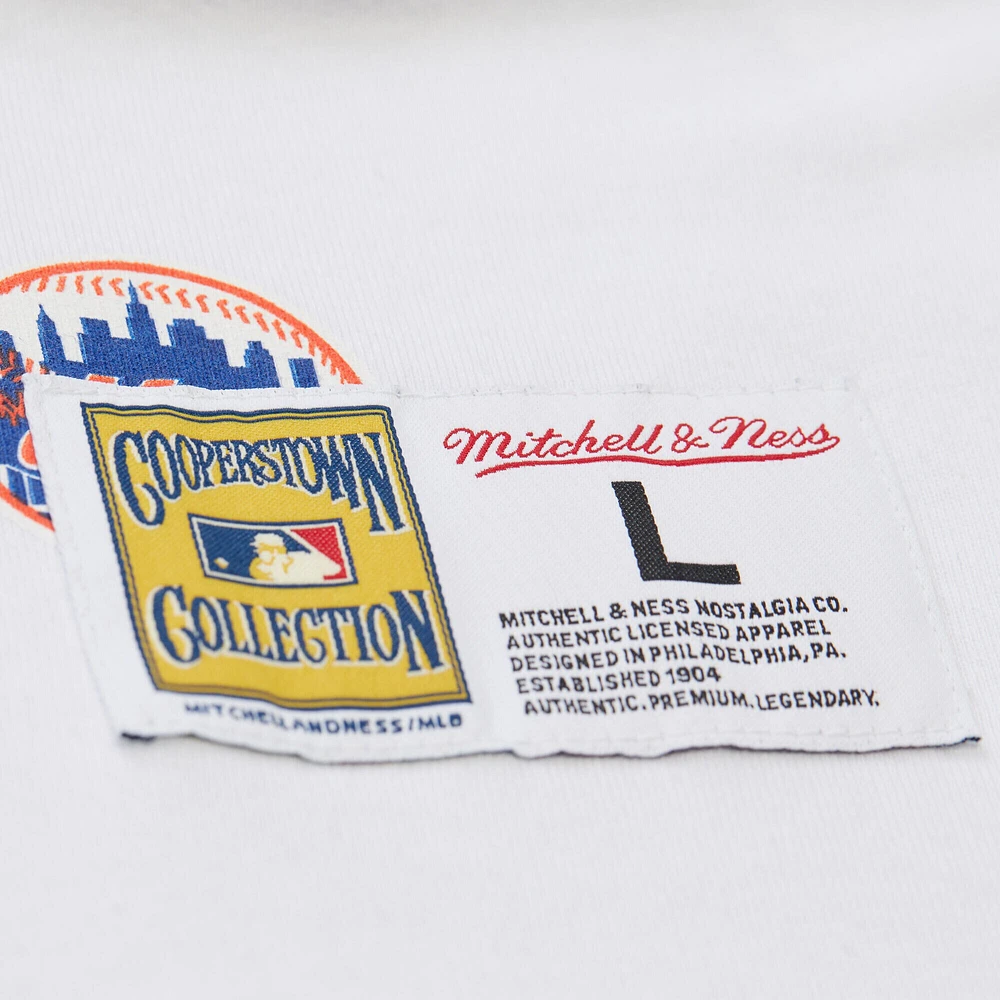 COOPERSTOWN
COLLECTION
MITCHELLANDNESS/MLB
Mitchell & Ness
L
MITCHELL & NESS NOSTALGIA CO.
AUTHENTIC LICENSED APPAREL
DESIGNED IN PHILADELPHIA, PA.
ESTABLISHED 1904
AUTHENTIC. PREMIUM. LEGENDARY.